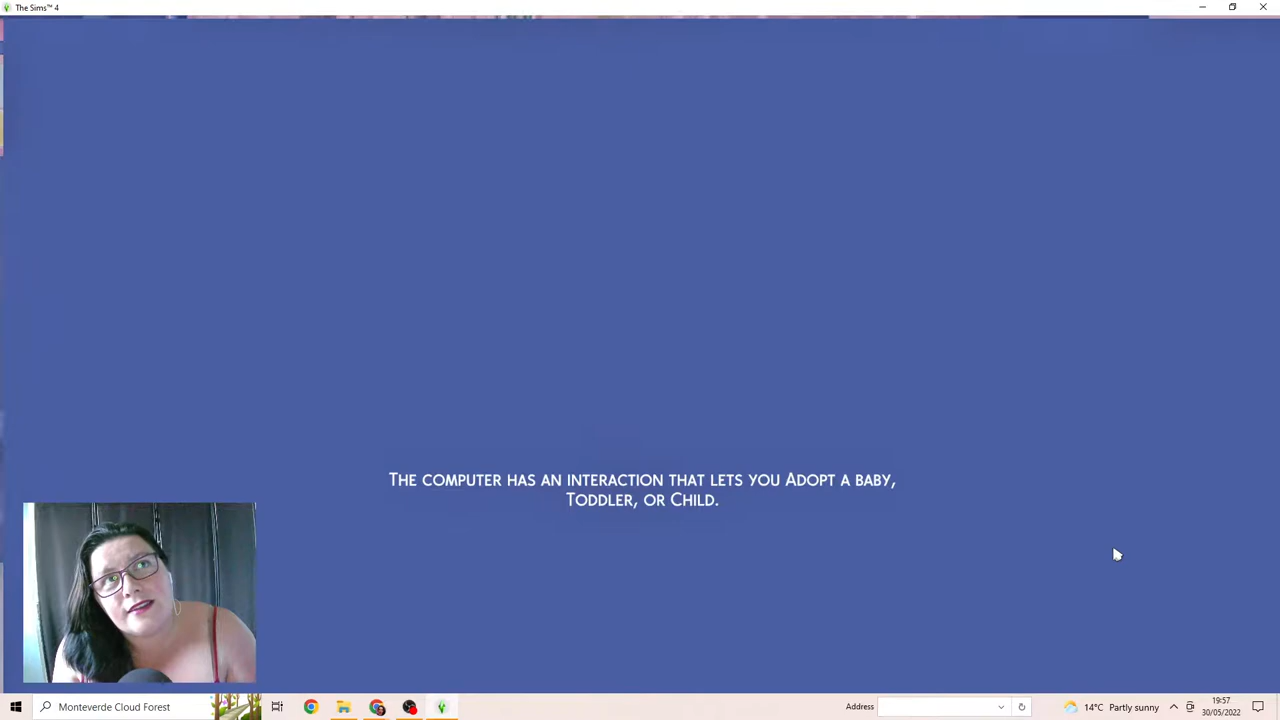 The Sims™ 4
THE COMPUTER HAS AN INTERACTION THAT LETS YOU ADOPT A BABY,
TODDLER, OR CHILD.
Monteverde Cloud Forest
Address
14°C Partly sunny
19:57
30/05/2022